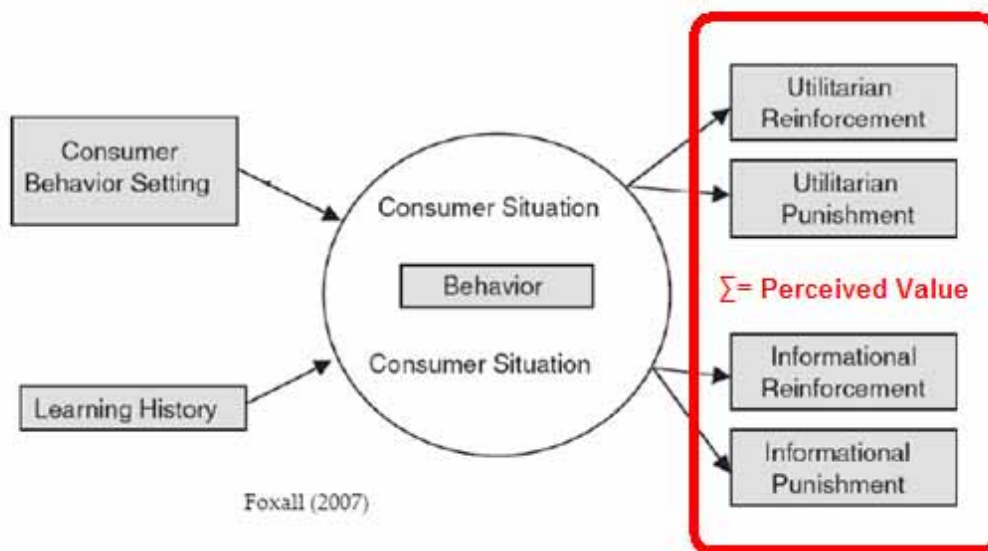 Consumer
Behavior Setting
Learning History
Consumer Situation
Behavior
Consumer Situation
Utilitarian
Reinforcement
Utilitarian
Punishment
∑= Perceived Value
Informational
Reinforcement
Informational
Punishment
Foxall (2007)